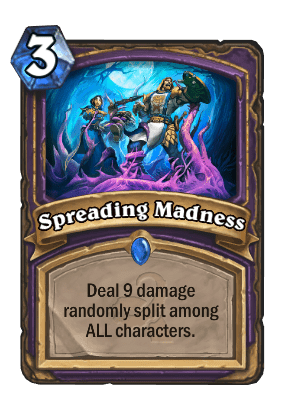 3
Spreading Madness
Deal 9 damage
randomly split among
ALL characters.